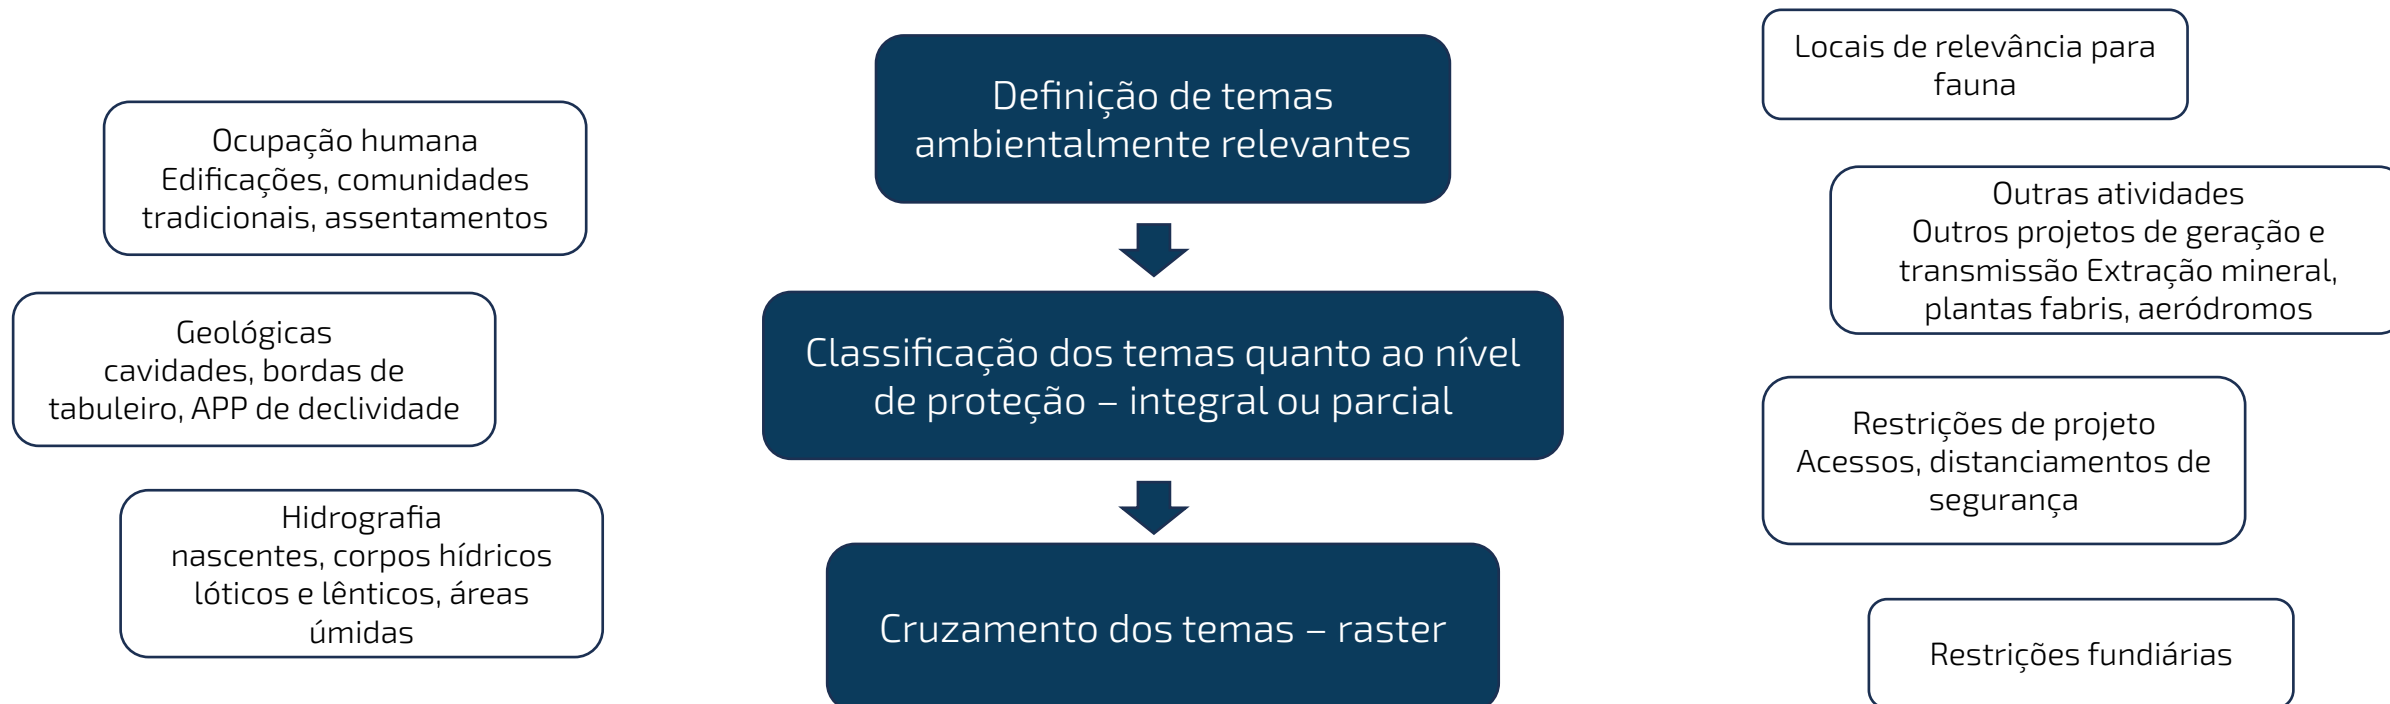 Ocupação humana
Edificações, comunidades
tradicionais, assentamentos
Geológicas
cavidades, bordas de
tabuleiro, APP de declividade
Hidrografia
nascentes, corpos hídricos
lóticos e lênticos, áreas
úmidas
Definição de temas
ambientalmente relevantes
Classificação dos temas quanto ao nível
de proteção – integral ou parcial
Cruzamento dos temas – raster
Locais de relevância para
fauna
Outras atividades
Outros projetos de geração e
transmissão Extração mineral,
plantas fabris, aeródromos
Restrições de projeto
Acessos, distanciamentos de
segurança
Restrições fundiárias